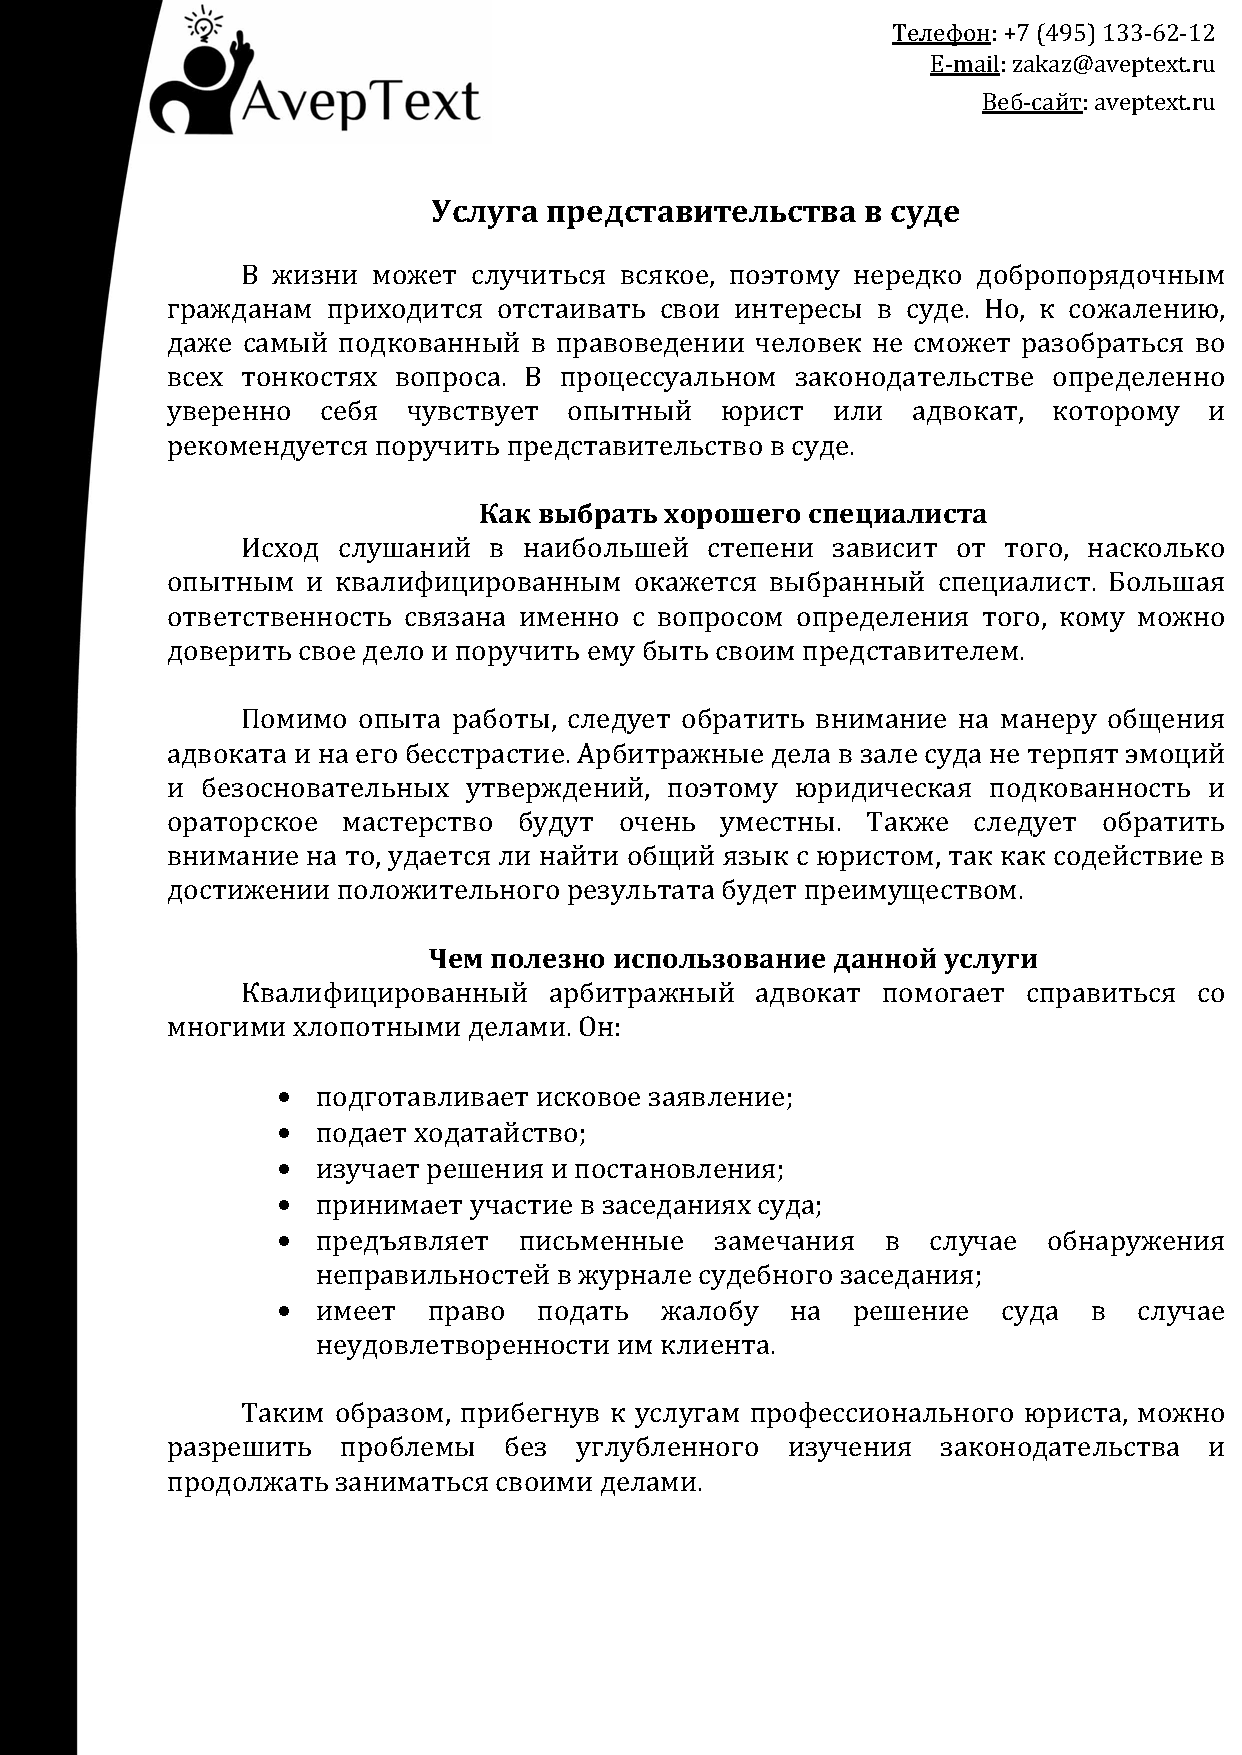 AvepText
Телефон: +7 (495) 133-62-12
E-mail: zakaz@aveptext.ru
Веб-сайт: aveptext.ru
Услуга представительства в суде
В жизни может случиться всякое, поэтому нередко добропорядочным
гражданам приходится отстаивать свои интересы в суде. Но, к сожалению,
даже самый подкованный в правоведении человек не сможет разобраться во
всех тонкостях вопроса. В процессуальном законодательстве определенно
уверенно себя чувствует опытный юрист или адвокат, которому и
рекомендуется поручить представительство в суде.
Как выбрать хорошего специалиста
Исход слушаний в наибольшей степени зависит от того, насколько
опытным и квалифицированным окажется выбранный специалист. Большая
ответственность связана именно с вопросом определения того, кому можно
доверить свое дело и поручить ему быть своим представителем.
Помимо опыта работы, следует обратить внимание на манеру общения
адвоката и на его бесстрастие. Арбитражные дела в зале суда не терпят эмоций
и безосновательных утверждений, поэтому юридическая подкованность и
ораторское мастерство будут очень уместны. Также следует обратить
внимание на то, удается ли найти общий язык с юристом, так как содействие в
достижении положительного результата будет преимуществом.
Чем полезно использование данной услуги
Квалифицированный арбитражный адвокат помогает справиться со
многими хлопотными делами. Он:
• подготавливает исковое заявление;
• подает ходатайство;
• изучает решения и постановления;
• принимает участие в заседаниях суда;
• предъявляет письменные замечания в случае обнаружения
неправильностей в журнале судебного заседания;
• имеет право подать жалобу на решение суда в случае
неудовлетворенности им клиента.
Таким образом, прибегнув к услугам профессионального юриста, можно
разрешить проблемы без углубленного изучения законодательства и
продолжать заниматься своими делами.